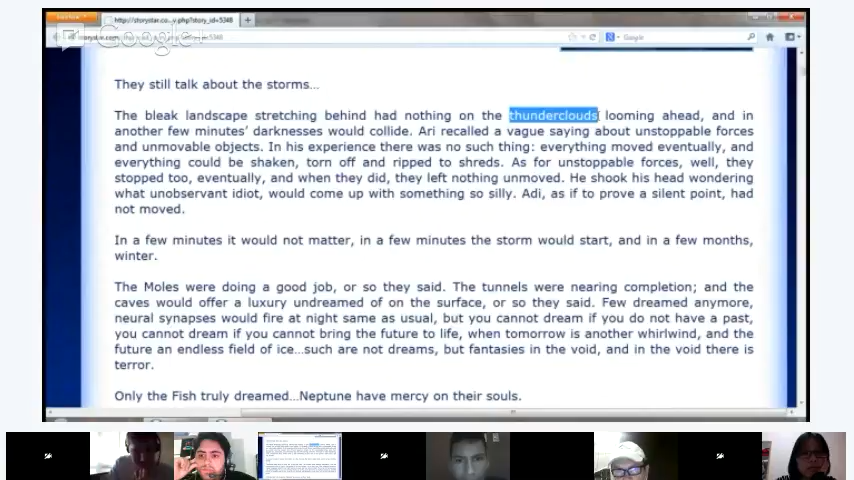 http://storystar.co...y.php?story_id=5348
Google+
Google
They still talk about the storms...
The bleak landscape stretching behind had nothing on the thunderclouds looming ahead, and in
another few minutes' darknesses would collide. Ari recalled a vague saying about unstoppable forces
and unmovable objects. In his experience there was no such thing: everything moved eventually, and
everything could be shaken, torn off and ripped to shreds. As for unstoppable forces, well, they
stopped too, eventually, and when they did, they left nothing unmoved. He shook his head wondering
what unobservant idiot, would come up with something so silly. Adi, as if to prove a silent point, had
not moved.
In a few minutes it would not matter, in a few minutes the storm would start, and in a few months,
winter.
The Moles were doing a good job, or so they said. The tunnels were nearing completion; and the
caves would offer a luxury undreamed of on the surface, or so they said. Few dreamed anymore,
neural synapses would fire at night same as usual, but you cannot dream if you do not have a past,
you cannot dream if you cannot bring the future to life, when tomorrow is another whirlwind, and the
future an endless field of ice...such are not dreams, but fantasies in the void, and in the void there is
terror.
Only the Fish truly dreamed...Neptune have mercy on their souls.